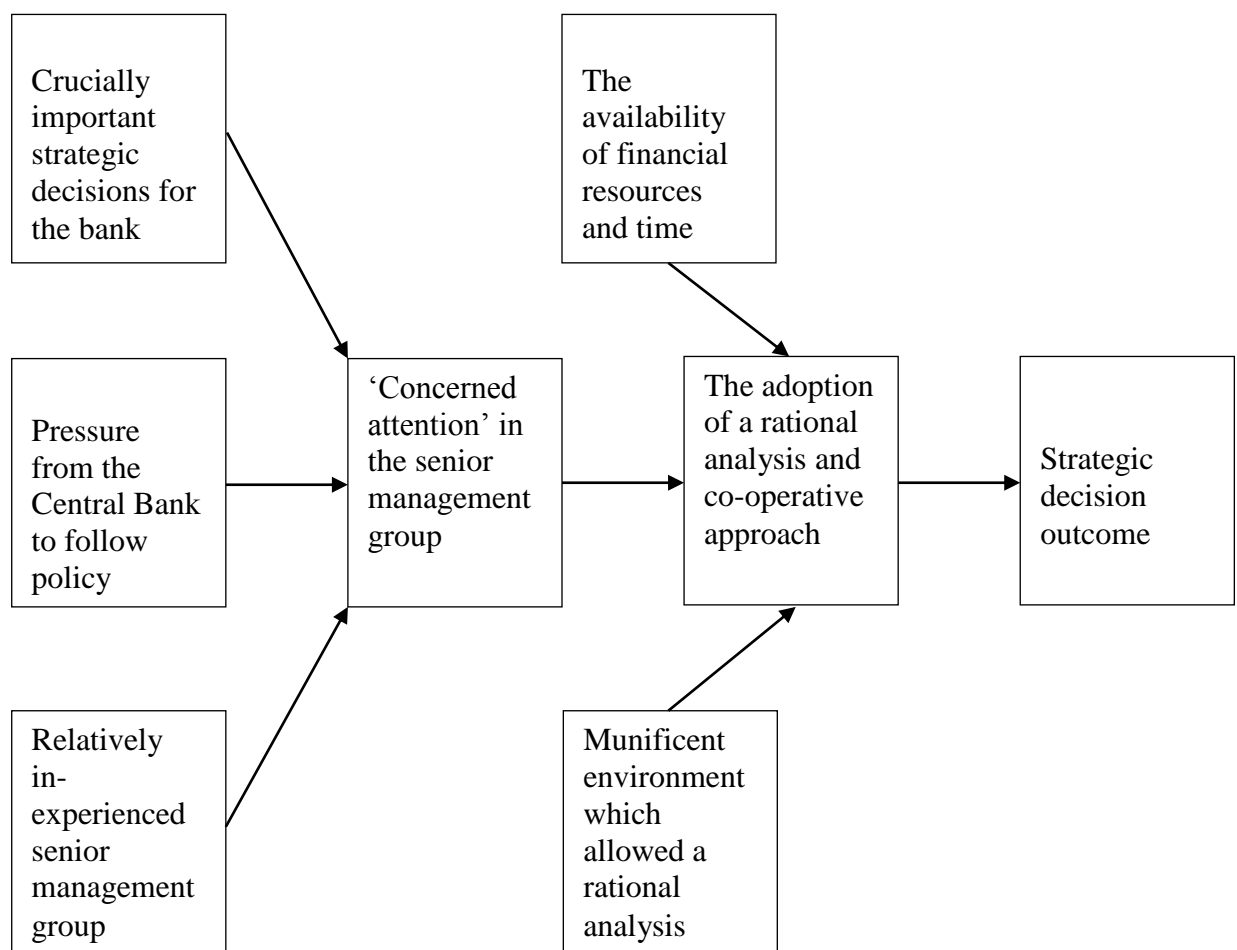 Crucially
important
strategic
decisions for
the bank
The
availability
of financial
resources
and time
Pressure
from the
Central Bank
to follow
policy
‘Concerned
attention’ in
the senior
management
group
The adoption
of a rational
analysis and
co-operative
approach
Strategic
decision
outcome
Relatively
in-
experienced
senior
management
group
Munificent
environment
which
allowed a
rational
analysis